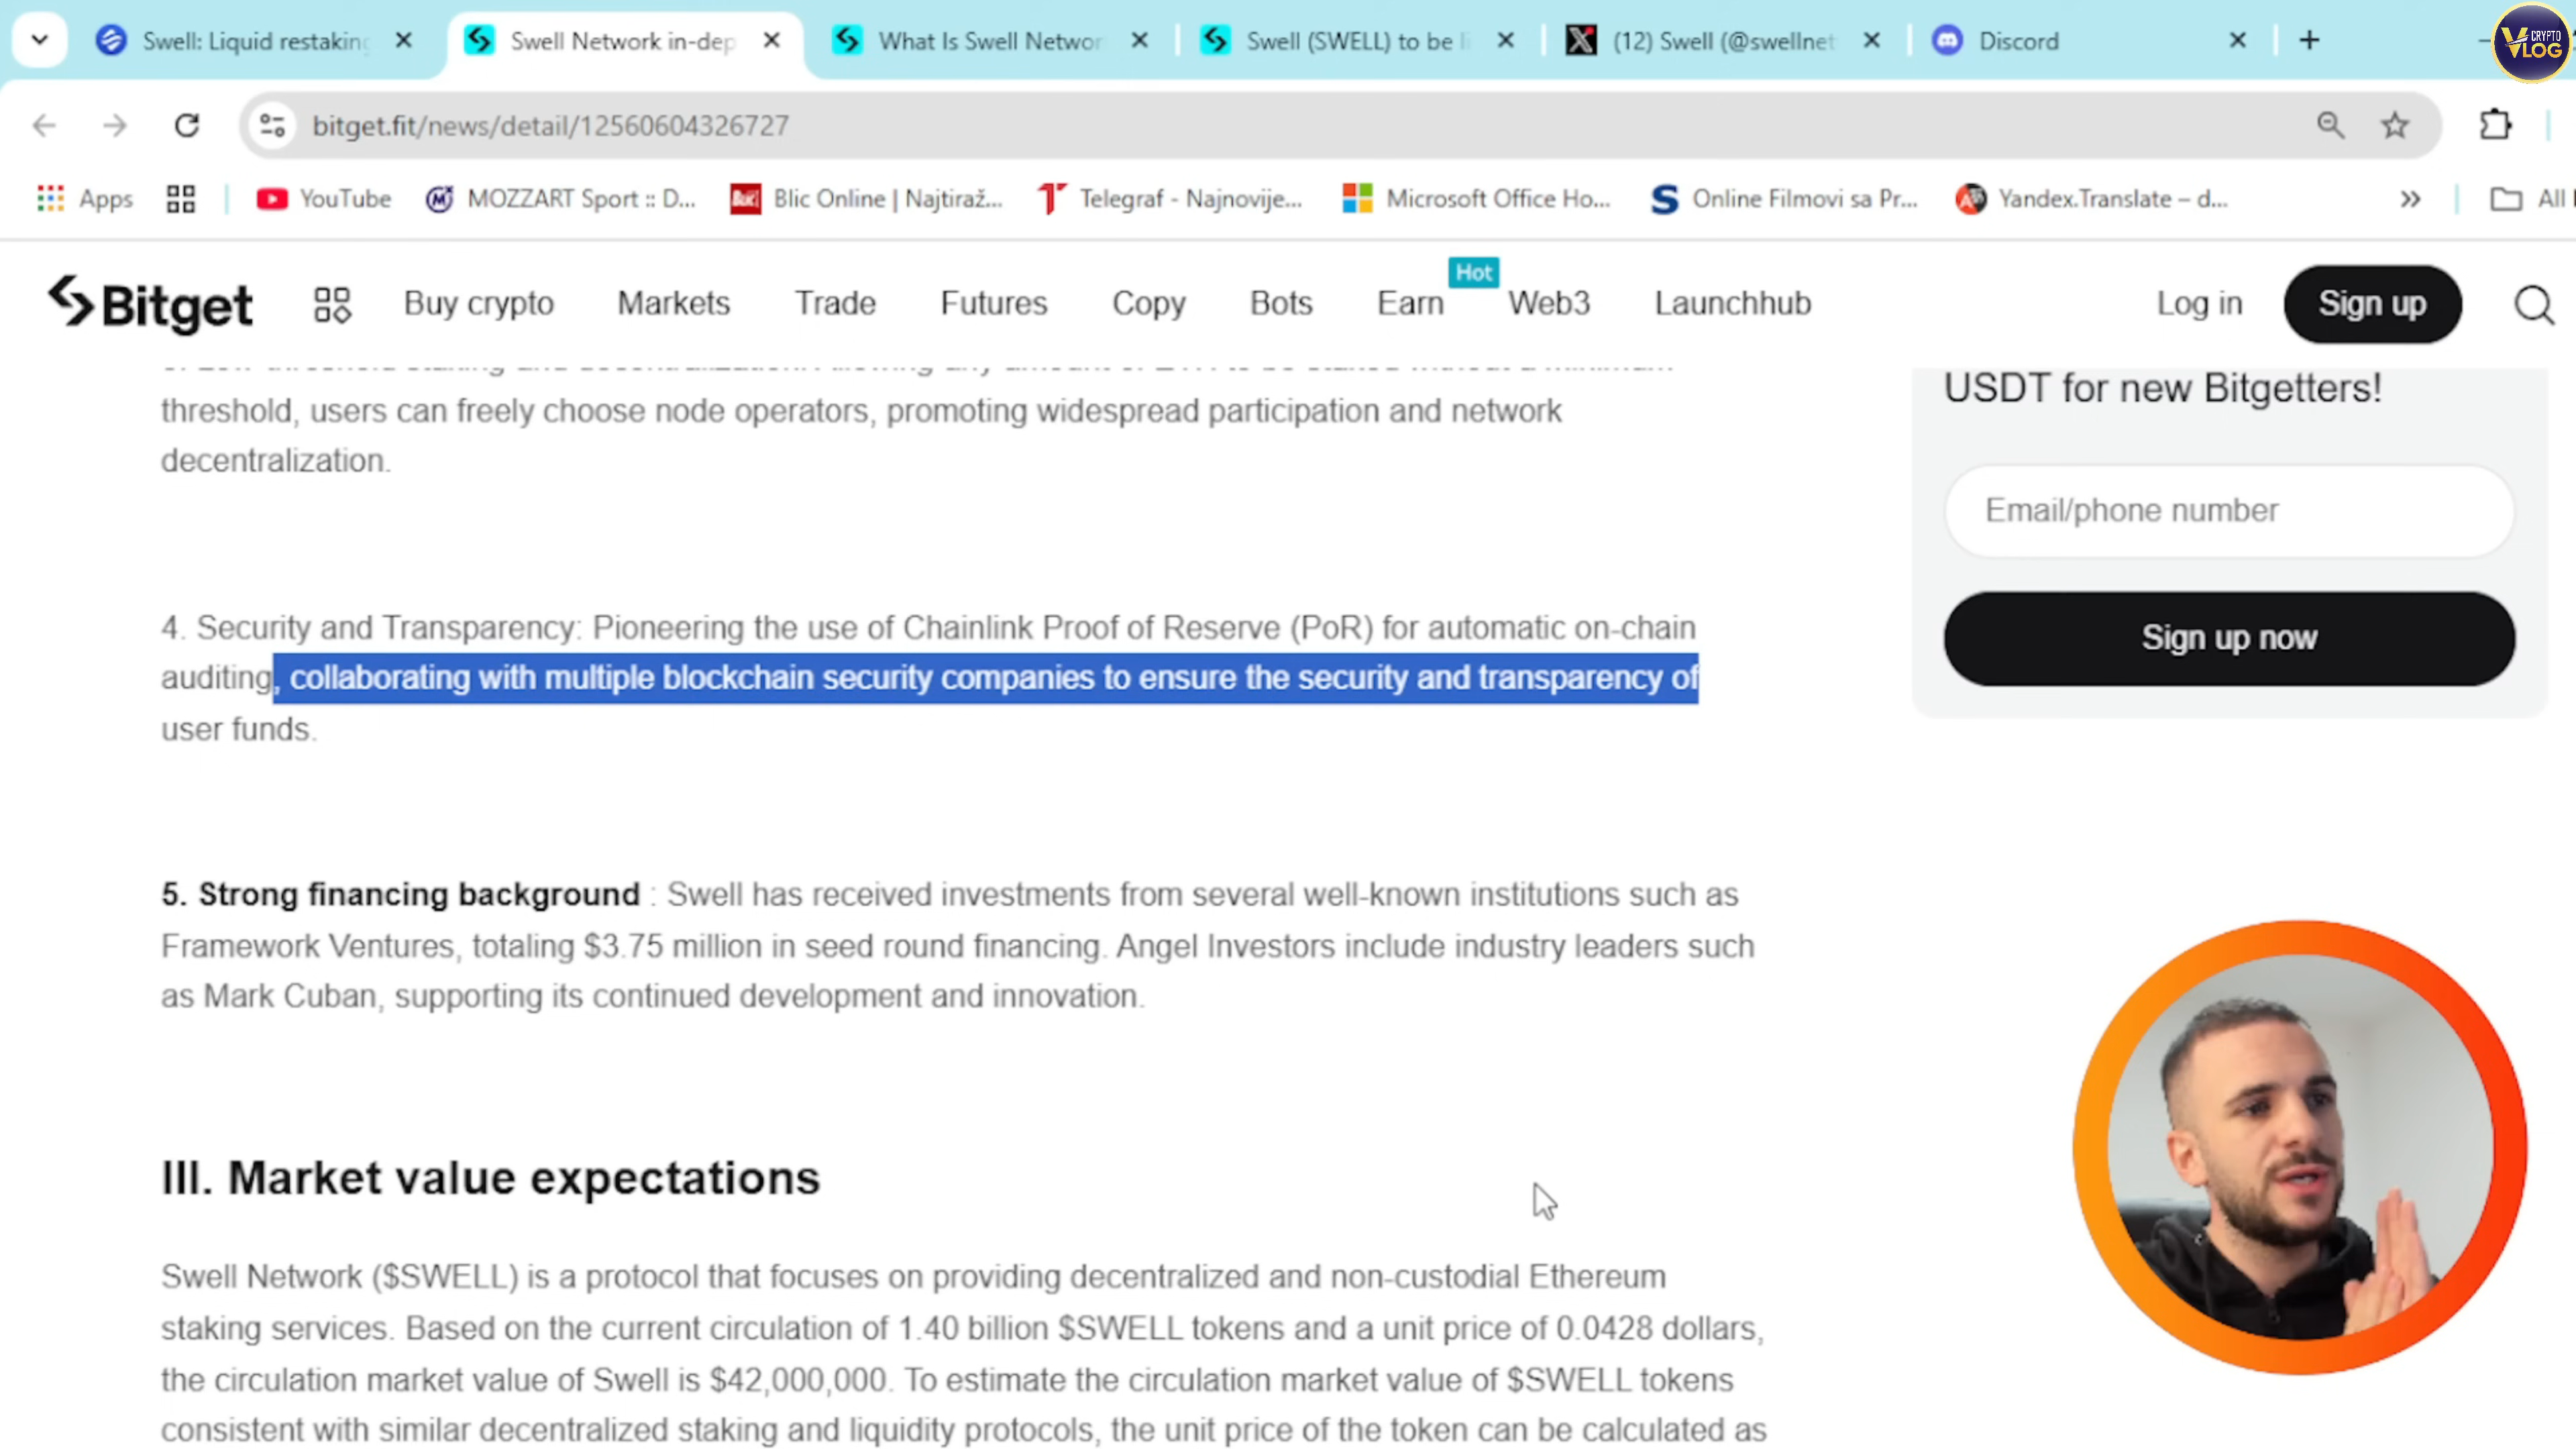 Swell: Liquid restaking
Swell Network in-dep
What Is Swell Networ
Swell (SWELL) to be li
(12) Swell (@swellnet
Discord
CRYPTO
VLOG
bitget.fit/news/detail/12560604326727
Apps
YouTube
MOZZART Sport :: D...
Blic Online | Najtiraž...
Telegraf - Najnovije...
Microsoft Office Ho...
Online Filmovi sa Pr...
Yandex.Translate – d...
All
Bitget
Buy crypto
Markets
Trade
Futures
Copy
Bots
Earn
Hot
Web3
Launchhub
Log in
Sign up
threshold, users can freely choose node operators, promoting widespread participation and network
decentralization.
4. Security and Transparency: Pioneering the use of Chainlink Proof of Reserve (PoR) for automatic on-chain
auditing, collaborating with multiple blockchain security companies to ensure the security and transparency of
user funds.
5. Strong financing background : Swell has received investments from several well-known institutions such as
Framework Ventures, totaling $3.75 million in seed round financing. Angel Investors include industry leaders such
as Mark Cuban, supporting its continued development and innovation.
III. Market value expectations
Swell Network ($SWELL) is a protocol that focuses on providing decentralized and non-custodial Ethereum
staking services. Based on the current circulation of 1.40 billion $SWELL tokens and a unit price of 0.0428 dollars,
the circulation market value of Swell is $42,000,000. To estimate the circulation market value of $SWELL tokens
consistent with similar decentralized staking and liquidity protocols, the unit price of the token can be calculated as
USDT for new Bitgetters!
Email/phone number
Sign up now